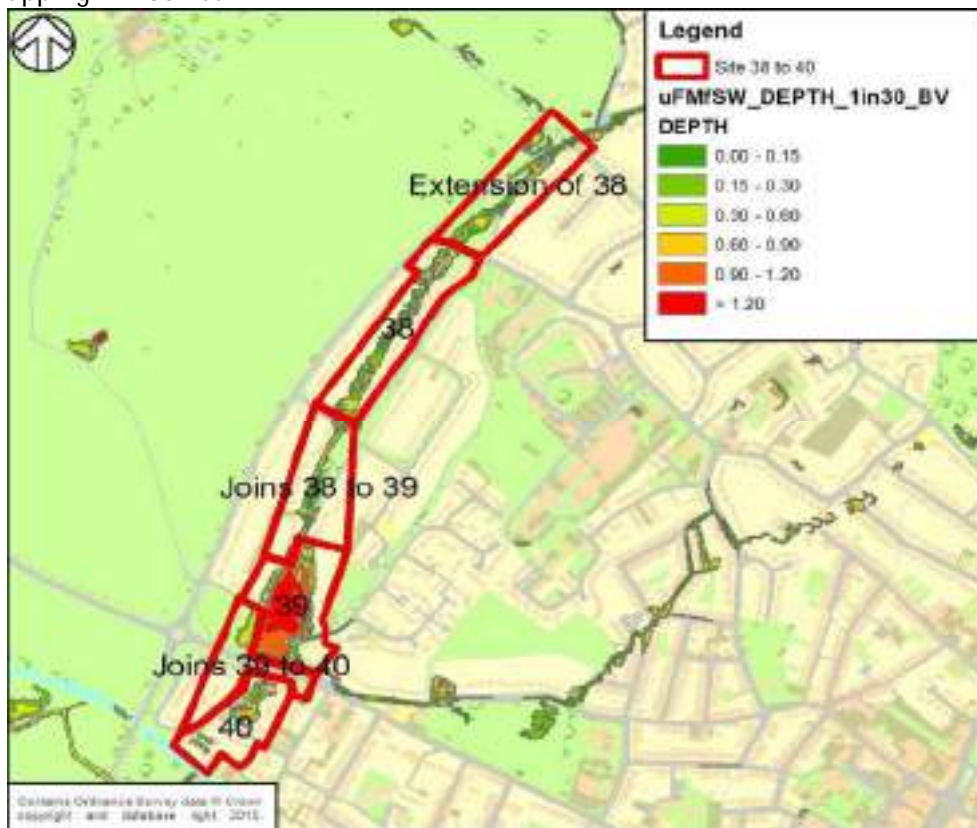 Legend
Site 38 to 40
uFMfSW_DEPTH_1in30_BV
DEPTH
0.00 - 0.15
0.15 - 0.30
0.30 - 0.60
0.60 - 0.90
0.90 - 1.20
> 1.20
Extension of 38
38
Joins 38 to 39
39
Joins 39 to 40
40
Contains Ordnance Survey data © Crown
copyright and database right 2015.